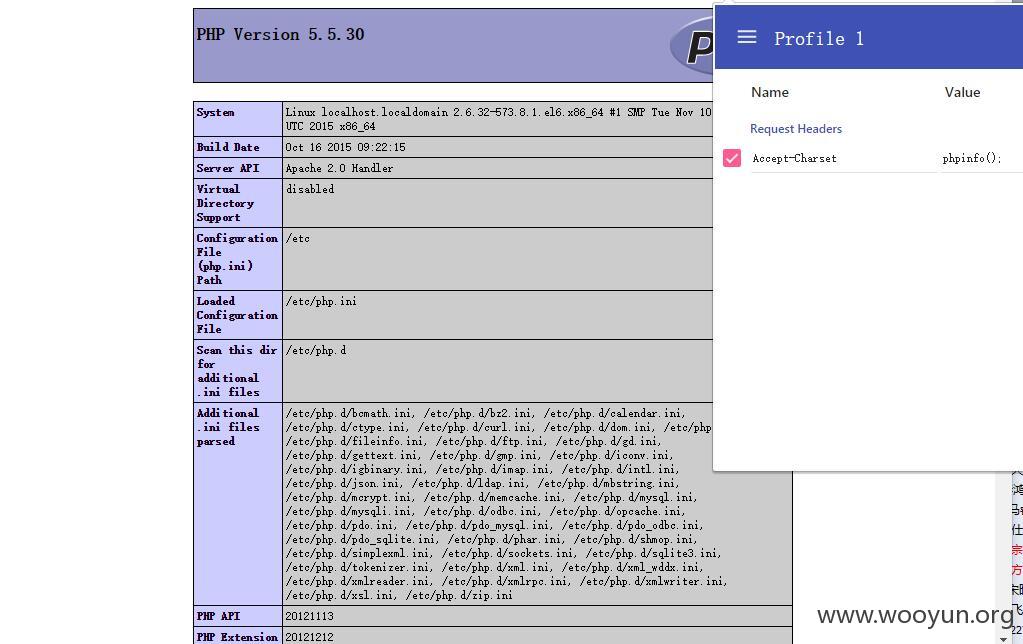 PHP Version 5.5.30
System
Linux localhost.localdomain 2.6.32-573.8.1.el6.x86_64 #1 SMP Tue Nov 10
UTC 2015 x86_64
Build Date
Oct 16 2015 09:22:15
Server API
Apache 2.0 Handler
Virtual
Directory
Support
disabled
Configuration
File
(php.ini)
Path
/etc
Loaded
Configuration
File
/etc/php.ini
Scan this dir
for
additional
.ini files
/etc/php.d
Additional
.ini files
parsed
/etc/php.d/bcmath.ini, /etc/php.d/bz2.ini, /etc/php.d/calendar.ini,
/etc/php.d/ctype.ini, /etc/php.d/curl.ini, /etc/php.d/dom.ini, /etc/php
/etc/php.d/fileinfo.ini, /etc/php.d/ftp.ini, /etc/php.d/gd.ini,
/etc/php.d/gettext.ini, /etc/php.d/gmp.ini, /etc/php.d/iconv.ini,
/etc/php.d/igbinary.ini, /etc/php.d/imap.ini, /etc/php.d/intl.ini,
/etc/php.d/json.ini, /etc/php.d/ldap.ini, /etc/php.d/mbstring.ini,
/etc/php.d/mcrypt.ini, /etc/php.d/memcache.ini, /etc/php.d/mysql.ini,
/etc/php.d/mysqli.ini, /etc/php.d/odbc.ini, /etc/php.d/opcache.ini,
/etc/php.d/pdo.ini, /etc/php.d/pdo_mysql.ini, /etc/php.d/pdo_odbc.ini,
/etc/php.d/pdo_sqlite.ini, /etc/php.d/phar.ini, /etc/php.d/shmop.ini,
/etc/php.d/simplexml.ini, /etc/php.d/sockets.ini, /etc/php.d/sqlite3.ini,
/etc/php.d/tokenizer.ini, /etc/php.d/xml.ini, /etc/php.d/xml_wddx.ini,
/etc/php.d/xmlreader.ini, /etc/php.d/xmlrpc.ini, /etc/php.d/xmlwriter.ini,
/etc/php.d/xsl.ini, /etc/php.d/zip.ini
PHP API
20121113
PHP Extension
20121212
Profile 1
Name Value
Request Headers
Accept-Charset phpinfo();
www.wooyun.org